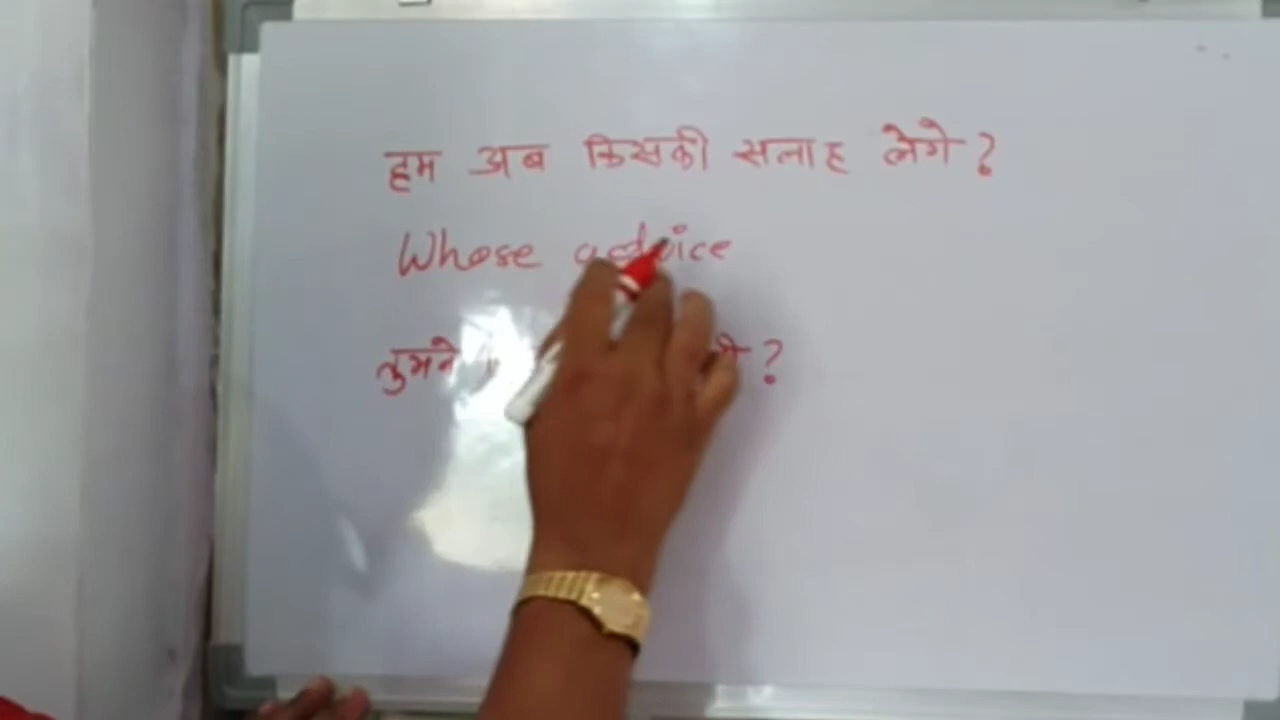 हम अब किसकी सलाह लेगे ?
Whose advice
तुमने ?